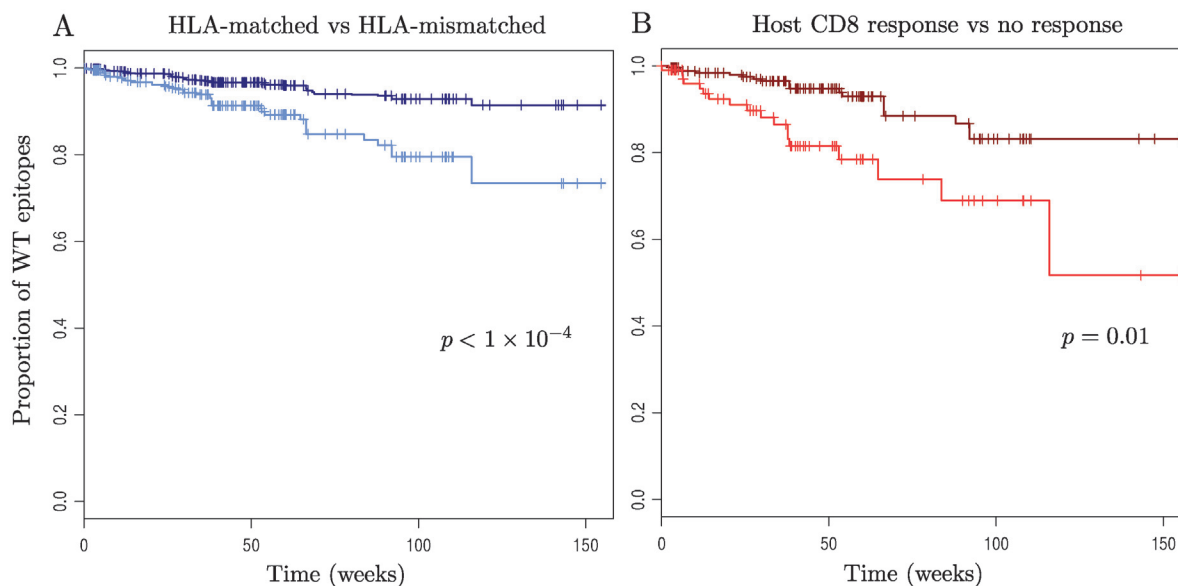 A HLA-matched vs HLA-mismatched
B Host CD8 response vs no response
Proportion of WT epitopes
1.0
0.8
0.6
0.4
0.2
0.0
p < 1 × 10⁻⁴
0 50 100 150
Time (weeks)
1.0
0.8
0.6
0.4
0.2
0.0
p = 0.01
0 50 100 150
Time (weeks)